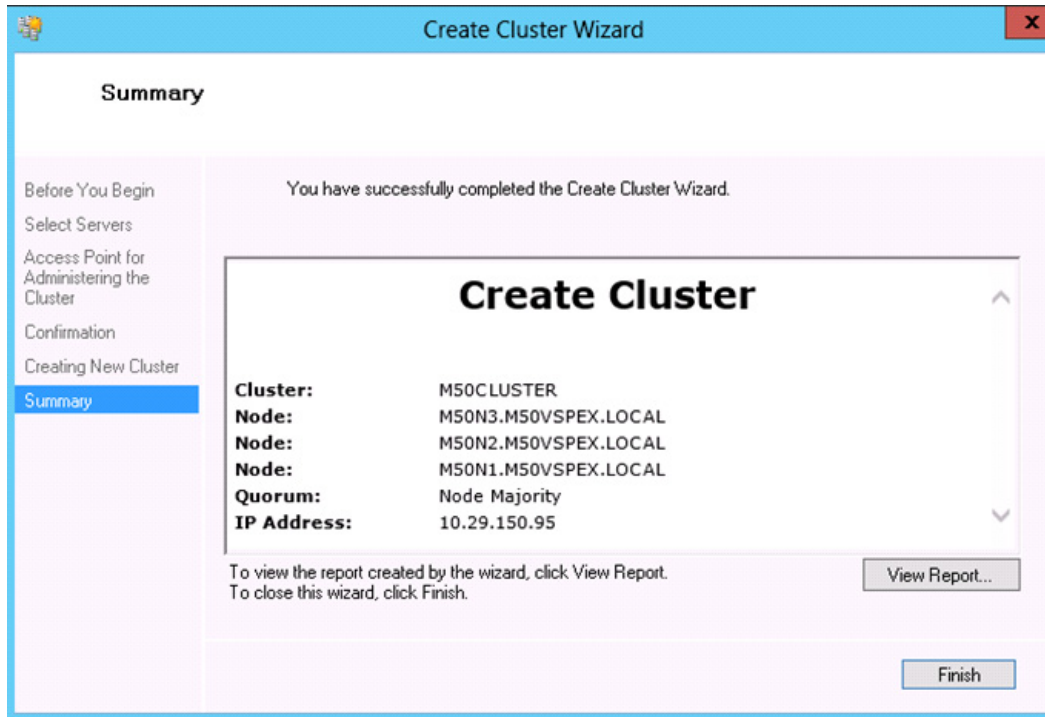 Create Cluster Wizard
x
Summary
Before You Begin
Select Servers
Access Point for
Administering the
Cluster
Confirmation
Creating New Cluster
Summary
You have successfully completed the Create Cluster Wizard.
Create Cluster
Cluster: M50CLUSTER
Node: M50N3.M50VSPEX.LOCAL
Node: M50N2.M50VSPEX.LOCAL
Node: M50N1.M50VSPEX.LOCAL
Quorum: Node Majority
IP Address: 10.29.150.95
To view the report created by the wizard, click View Report.
To close this wizard, click Finish.
View Report...
Finish